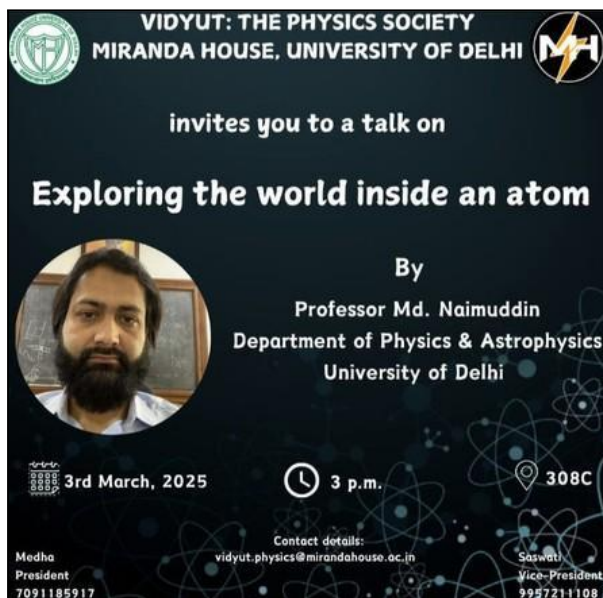 VIDYUT: THE PHYSICS SOCIETY
MIRANDA HOUSE, UNIVERSITY OF DELHI
MH
invites you to a talk on
Exploring the world inside an atom
By
Professor Md. Naimuddin
Department of Physics & Astrophysics
University of Delhi
3rd March, 2025
3 p.m.
308C
Contact details:
vidyut.physics@mirandahouse.ac.in
Medha
President
7091185917
Saswati
Vice-President
9957211108